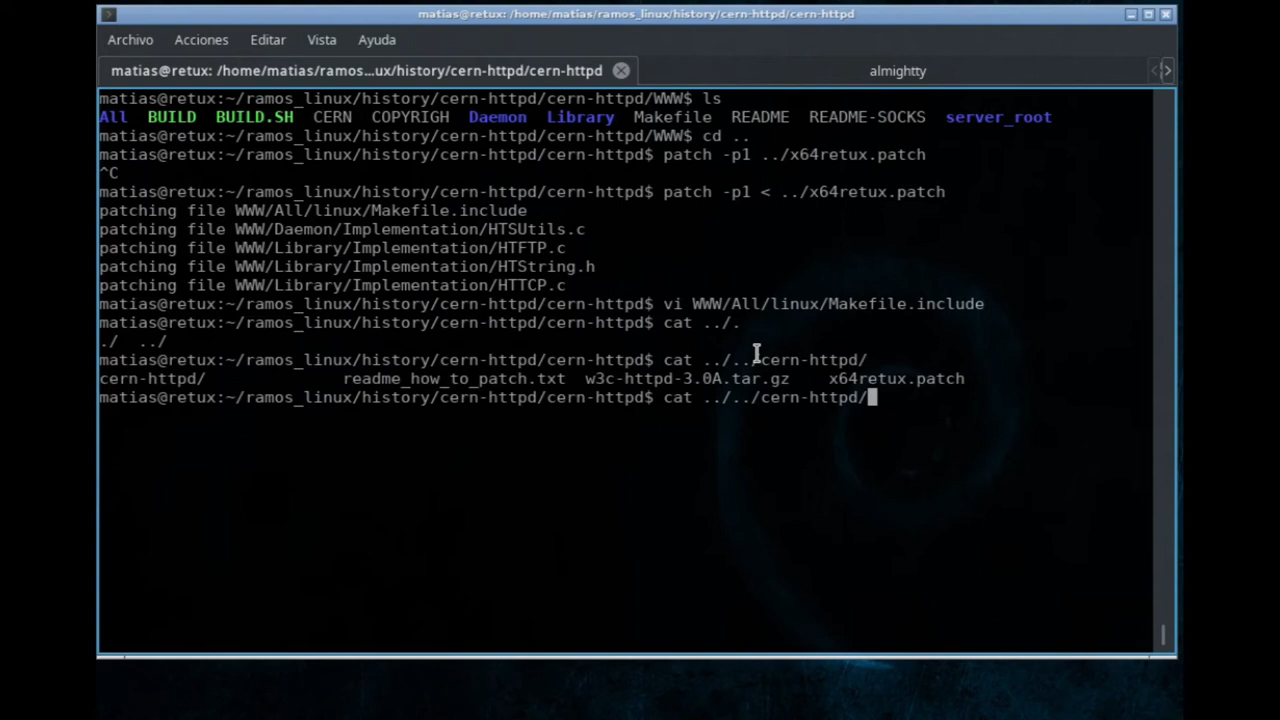 matias@retux: /home/matias/ramos_linux/history/cern-httpd/cern-httpd
Archivo Acciones Editar Vista Ayuda
matias@retux: /home/matias/ramos...ux/history/cern-httpd/cern-httpd almightty
matias@retux:~/ramos_linux/history/cern-httpd/cern-httpd/WWW$ ls
All BUILD BUILD.SH CERN COPYRIGH Daemon Library Makefile README README-SOCKS server_root
matias@retux:~/ramos_linux/history/cern-httpd/cern-httpd/WWW$ cd ..
matias@retux:~/ramos_linux/history/cern-httpd/cern-httpd$ patch -p1 ../x64retux.patch
^C
matias@retux:~/ramos_linux/history/cern-httpd/cern-httpd$ patch -p1 < ../x64retux.patch
patching file WWW/All/linux/Makefile.include
patching file WWW/Daemon/Implementation/HTSUtils.c
patching file WWW/Library/Implementation/HTFTP.c
patching file WWW/Library/Implementation/HTString.h
patching file WWW/Library/Implementation/HTTCP.c
matias@retux:~/ramos_linux/history/cern-httpd/cern-httpd$ vi WWW/All/linux/Makefile.include
matias@retux:~/ramos_linux/history/cern-httpd/cern-httpd$ cat ../.
./ ../
matias@retux:~/ramos_linux/history/cern-httpd/cern-httpd$ cat ../../cern-httpd/
cern-httpd/ readme_how_to_patch.txt w3c-httpd-3.0A.tar.gz x64retux.patch
matias@retux:~/ramos_linux/history/cern-httpd/cern-httpd$ cat ../../cern-httpd/